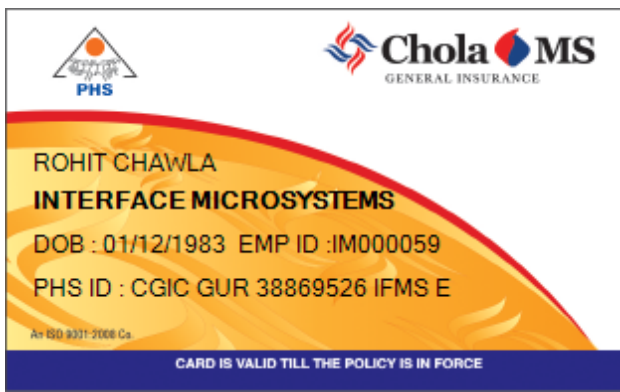 PHS
Chola MS
GENERAL INSURANCE
ROHIT CHAWLA
INTERFACE MICROSYSTEMS
DOB : 01/12/1983 EMP ID :IM000059
PHS ID : CGIC GUR 38869526 IFMS E
An ISO 9001:2008 Co.
CARD IS VALID TILL THE POLICY IS IN FORCE